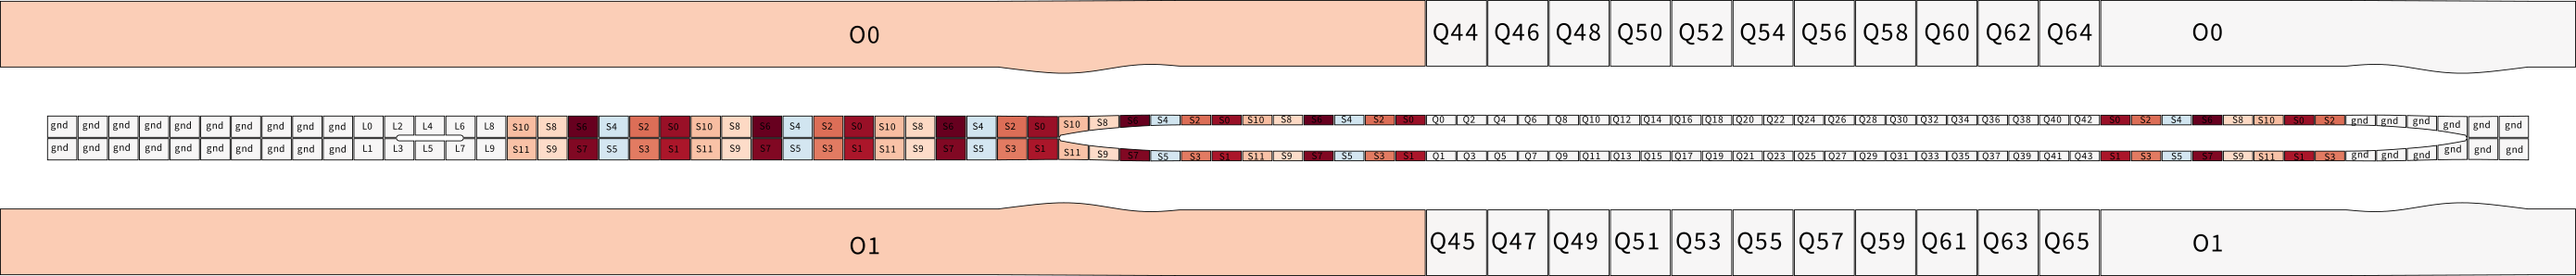 O0 Q44 Q46 Q48 Q50 Q52 Q54 Q56 Q58 Q60 Q62 Q64 O0
gnd gnd gnd gnd gnd gnd gnd gnd gnd gnd L0 L2 L4 L6 L8 S10 S8 S6 S4 S2 S0 S10 S8 S6 S4 S2 S0 S10 S8 S6 S4 S2 S0 S10 S8 S6 S4 S2 S0 S10 S8 S6 S4 S2 S0 Q0 Q2 Q4 Q6 Q8 Q10 Q12 Q14 Q16 Q18 Q20 Q22 Q24 Q26 Q28 Q30 Q32 Q34 Q36 Q38 Q40 Q42 S0 S2 S4 S6 S8 S10 S0 S2 gnd gnd gnd gnd gnd gnd
gnd gnd gnd gnd gnd gnd gnd gnd gnd gnd L1 L3 L5 L7 L9 S11 S9 S7 S5 S3 S1 S11 S9 S7 S5 S3 S1 S11 S9 S7 S5 S3 S1 S11 S9 S7 S5 S3 S1 S11 S9 S7 S5 S3 S1 Q1 Q3 Q5 Q7 Q9 Q11 Q13 Q15 Q17 Q19 Q21 Q23 Q25 Q27 Q29 Q31 Q33 Q35 Q37 Q39 Q41 Q43 S1 S3 S5 S7 S9 S11 S1 S3 gnd gnd gnd gnd gnd gnd
O1 Q45 Q47 Q49 Q51 Q53 Q55 Q57 Q59 Q61 Q63 Q65 O1